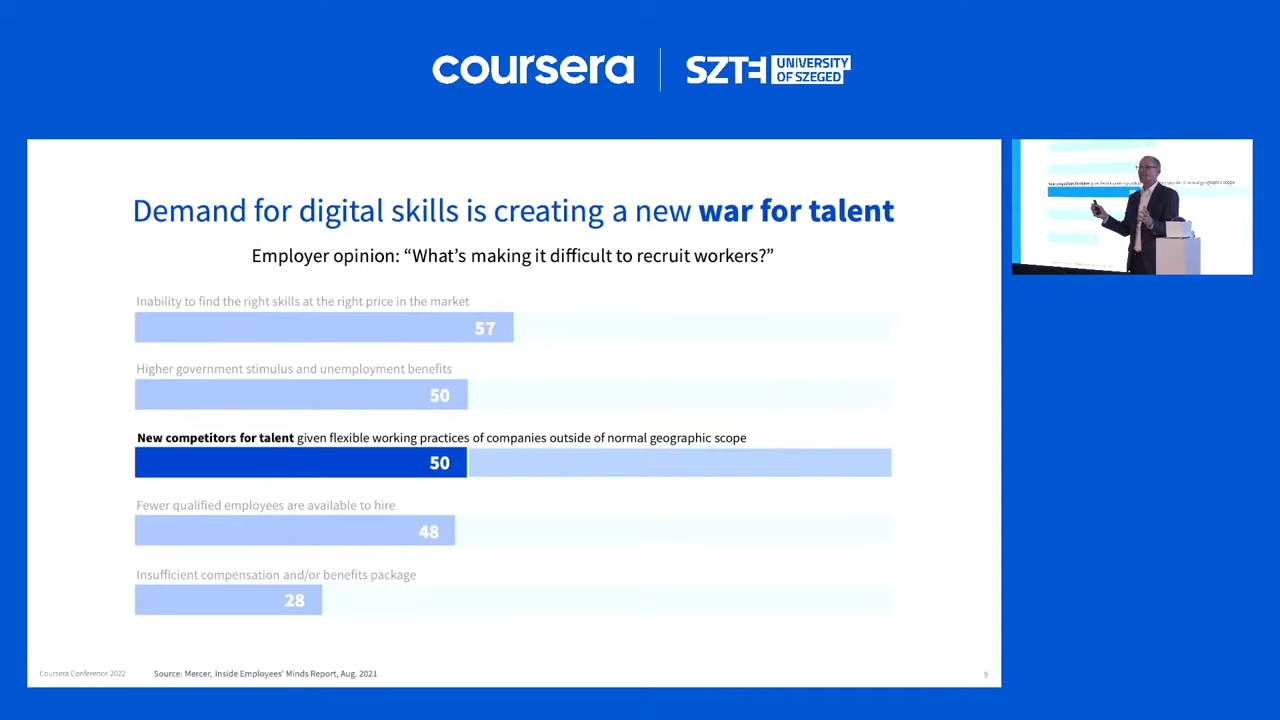 coursera
SZTE UNIVERSITY
OF SZEGED
Demand for digital skills is creating a new war for talent
Employer opinion: “What’s making it difficult to recruit workers?”
Inability to find the right skills at the right price in the market
57
Higher government stimulus and unemployment benefits
50
New competitors for talent given flexible working practices of companies outside of normal geographic scope
50
Fewer qualified employees are available to hire
48
Insufficient compensation and/or benefits package
28
Coursera Conference 2022
Source: Mercer, Inside Employees’ Minds Report, Aug. 2021
9